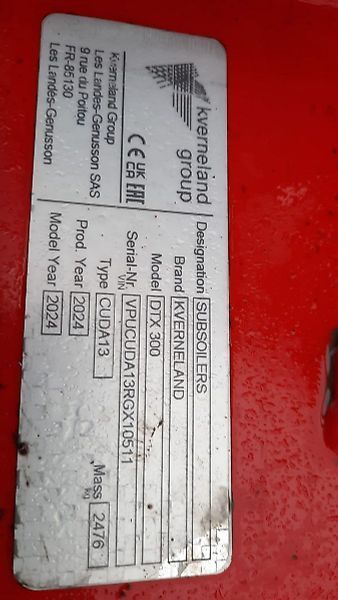 kverneland
group
Kverneland Group
Les Landes-Genusson SAS
9 rue du Poitou
FR-85130
Les Landes-Genusson
CE UK CA EAC
Designation SUBSOILERS
Brand KVERNELAND
Model DTX 300
Serial-Nr. VIN VPUCUDA13RGX10511
Type CUDA13 Mass kg 2476
Prod. Year 2024
Model Year 2024